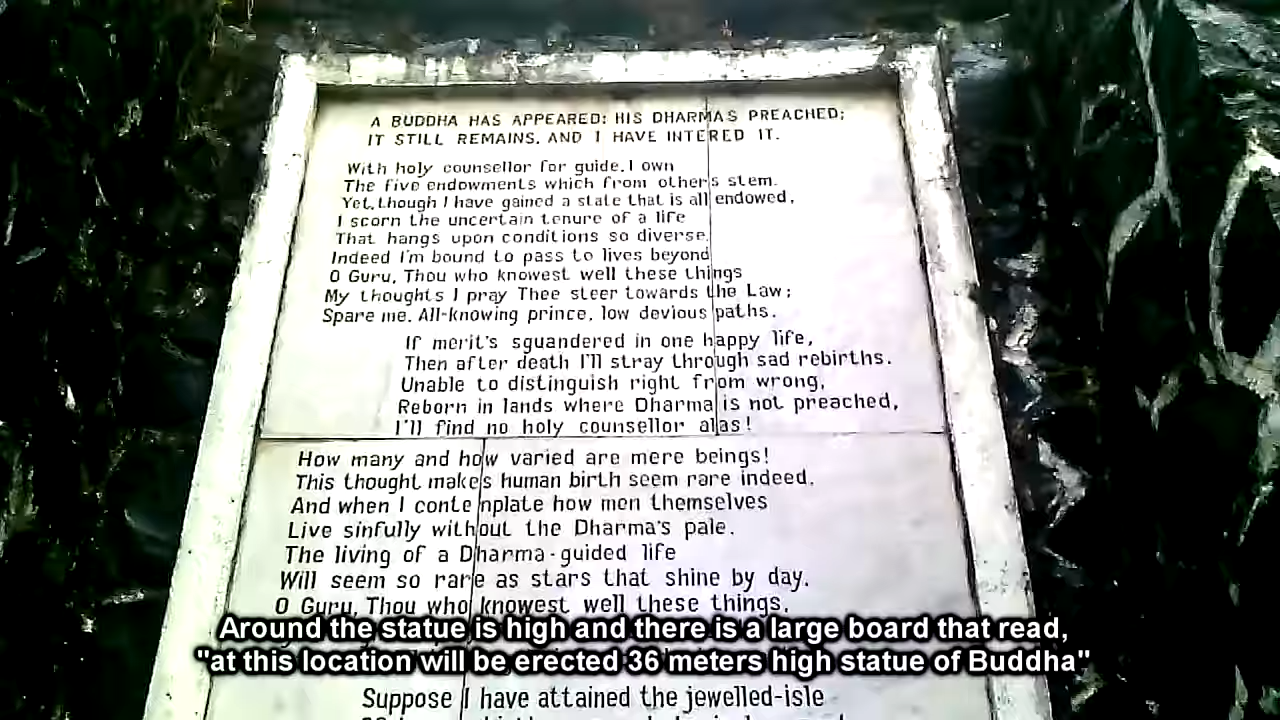 A BUDDHA HAS APPEARED: HIS DHARMAS PREACHED;
IT STILL REMAINS. AND I HAVE INTERED IT.
With holy counsellor for guide, I own
The five endowments which from others stem.
Yet, though I have gained a state that is all endowed,
I scorn the uncertain tenure of a life
That hangs upon conditions so diverse.
Indeed I'm bound to pass to lives beyond
O Guru, Thou who knowest well these things
My thoughts I pray Thee steer towards the Law;
Spare me, All-knowing prince, low devious paths.
If merit's sguandered in one happy life,
Then after death I'll stray through sad rebirths.
Unable to distinguish right from wrong,
Reborn in lands where Dharma is not preached,
I'll find no holy counsellor alas!
How many and how varied are mere beings!
This thought makes human birth seem rare indeed.
And when I contenplate how men themselves
Live sinfully without the Dharma's pale.
The living of a Dharma-guided life
Will seem so rare as stars that shine by day.
O Guru, Thou who knowest well these things.
Around the statue is high and there is a large board that read,
"at this location will be erected 36 meters high statue of Buddha"
Suppose I have attained the jewelled-isle